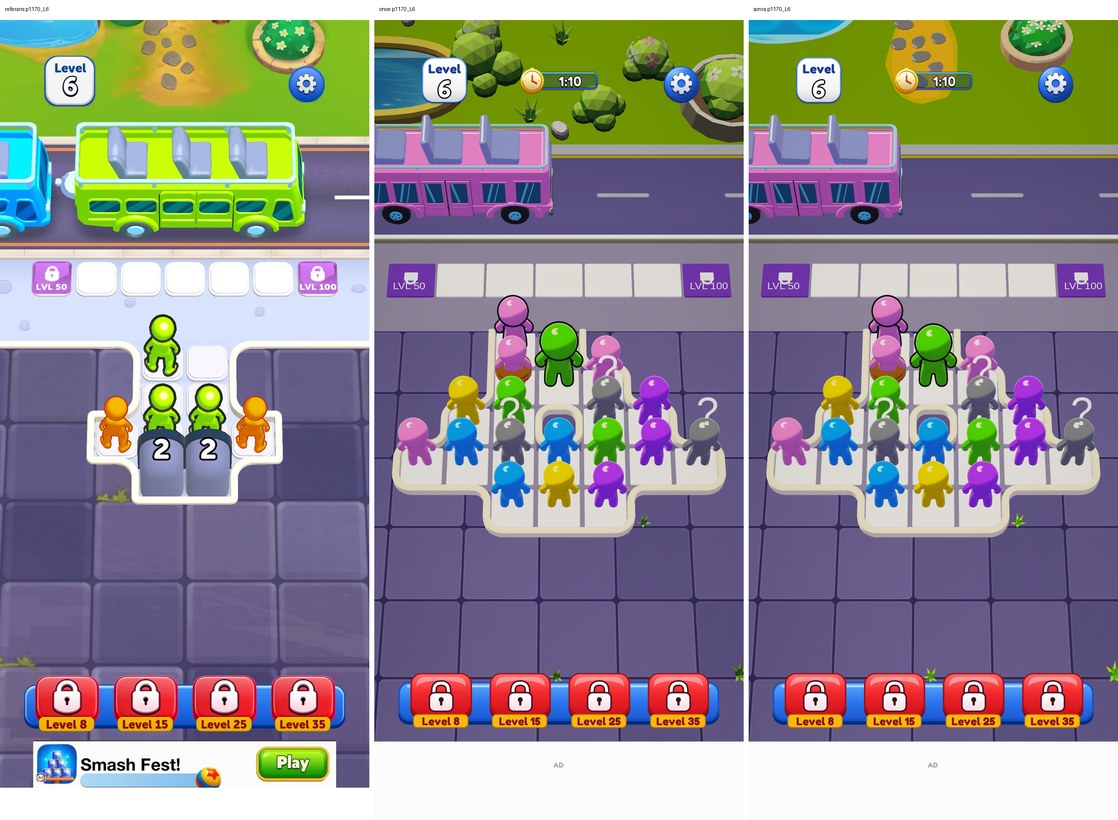 referans p1170_L6
Level
6
LVL 50
LVL 100
2
2
Level 8
Level 15
Level 25
Level 35
Smash Fest!
Play
once p1170_L6
Level
6
1:10
LVL 50
LVL 100
?
?
?
Level 8
Level 15
Level 25
Level 35
AD
sonra p1170_L6
Level
6
1:10
LVL 50
LVL 100
?
?
?
Level 8
Level 15
Level 25
Level 35
AD